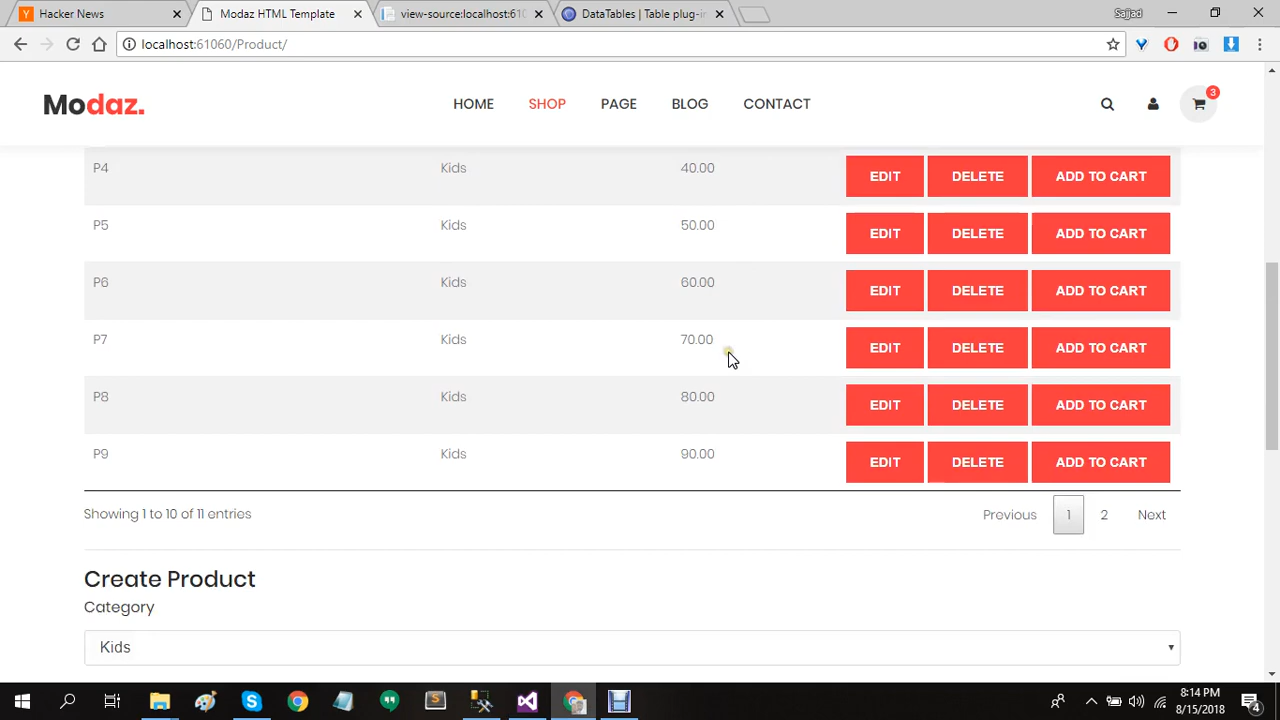 Hacker News
Modaz HTML Template
view-source:localhost:610
DataTables | Table plug-in
Sajjad
localhost:61060/Product/
Modaz.
HOME SHOP PAGE BLOG CONTACT
3
P4 Kids 40.00 EDIT DELETE ADD TO CART
P5 Kids 50.00 EDIT DELETE ADD TO CART
P6 Kids 60.00 EDIT DELETE ADD TO CART
P7 Kids 70.00 EDIT DELETE ADD TO CART
P8 Kids 80.00 EDIT DELETE ADD TO CART
P9 Kids 90.00 EDIT DELETE ADD TO CART
Showing 1 to 10 of 11 entries Previous 1 2 Next
Create Product
Category
Kids
8:14 PM
8/15/2018
4